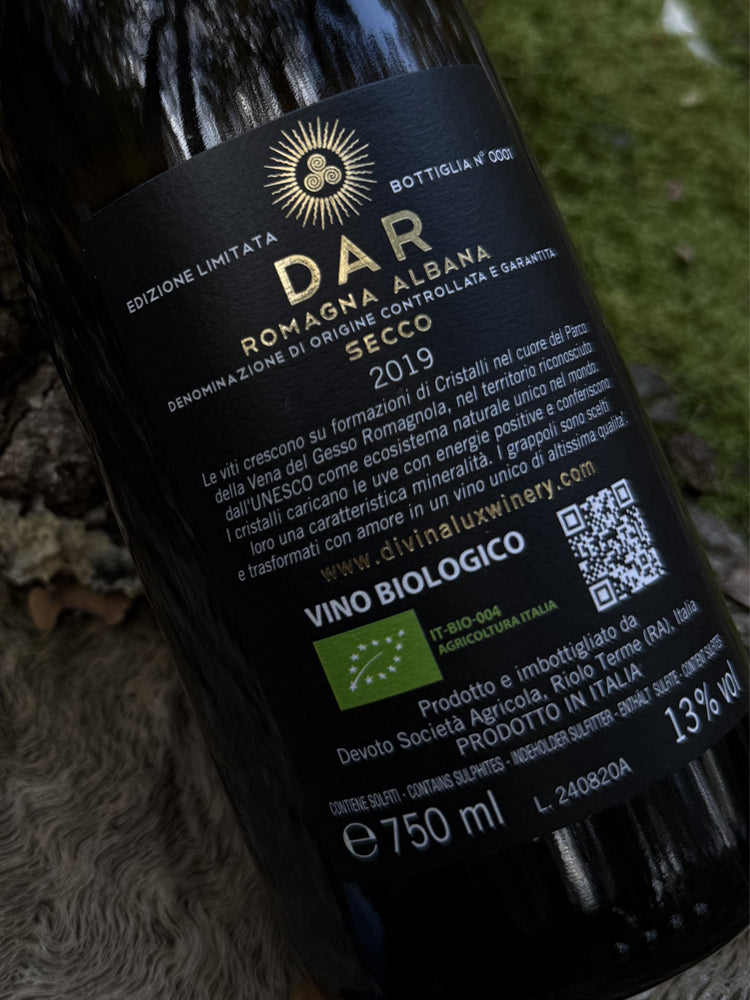 EDIZIONE LIMITATA
BOTTIGLIA N° 0001
DAR
ROMAGNA ALBANA
DENOMINAZIONE DI ORIGINE CONTROLLATA E GARANTITA
SECCO
2019
Le viti crescono su formazioni di Cristalli nel cuore del Parco
della Vena del Gesso Romagnola, nel territorio riconosciuto
dall'UNESCO come ecosistema naturale unico nel mondo.
I cristalli caricano le uve con energie positive e conferiscono
loro una caratteristica mineralità. I grappoli sono scelti
e trasformati con amore in un vino unico di altissima qualità.
www.divinaluxwinery.com
VINO BIOLOGICO
IT-BIO-004
AGRICOLTURA ITALIA
Prodotto e imbottigliato da
Devoto Società Agricola, Riolo Terme (RA), Italia
PRODOTTO IN ITALIA
CONTIENE SOLFITI - CONTAINS SULPHITES - INDEHOLDER SULFITTER - ENTHÄLT SULFITE - CONTIENT SULFITES
℮ 750 ml
L. 240820A
13% vol